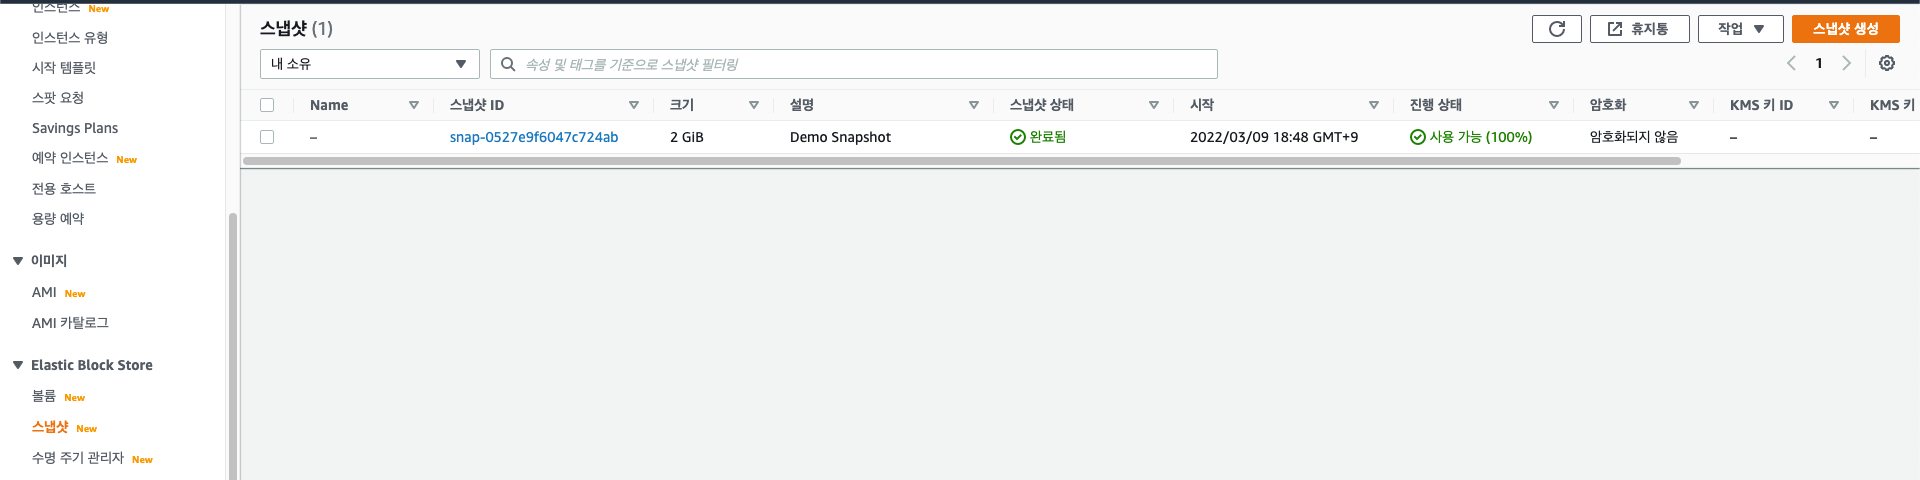 인스턴스 New
인스턴스 유형
시작 템플릿
스팟 요청
Savings Plans
예약 인스턴스 New
전용 호스트
용량 예약
이미지
AMI New
AMI 카탈로그
Elastic Block Store
볼륨 New
스냅샷 New
수명 주기 관리자 New
스냅샷 (1)
휴지통
작업
스냅샷 생성
내 소유
속성 및 태그를 기준으로 스냅샷 필터링
1
Name 스냅샷 ID 크기 설명 스냅샷 상태 시작 진행 상태 암호화 KMS 키 ID KMS 키
– snap-0527e9f6047c724ab 2 GiB Demo Snapshot 완료됨 2022/03/09 18:48 GMT+9 사용 가능 (100%) 암호화되지 않음 – –